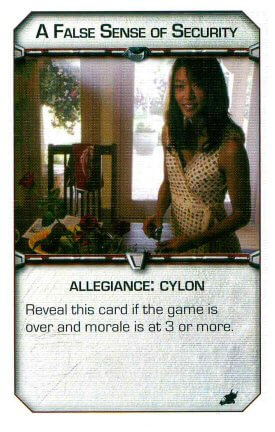 A False Sense of Security
ALLEGIANCE: CYLON
Reveal this card if the game is
over and morale is at 3 or more.